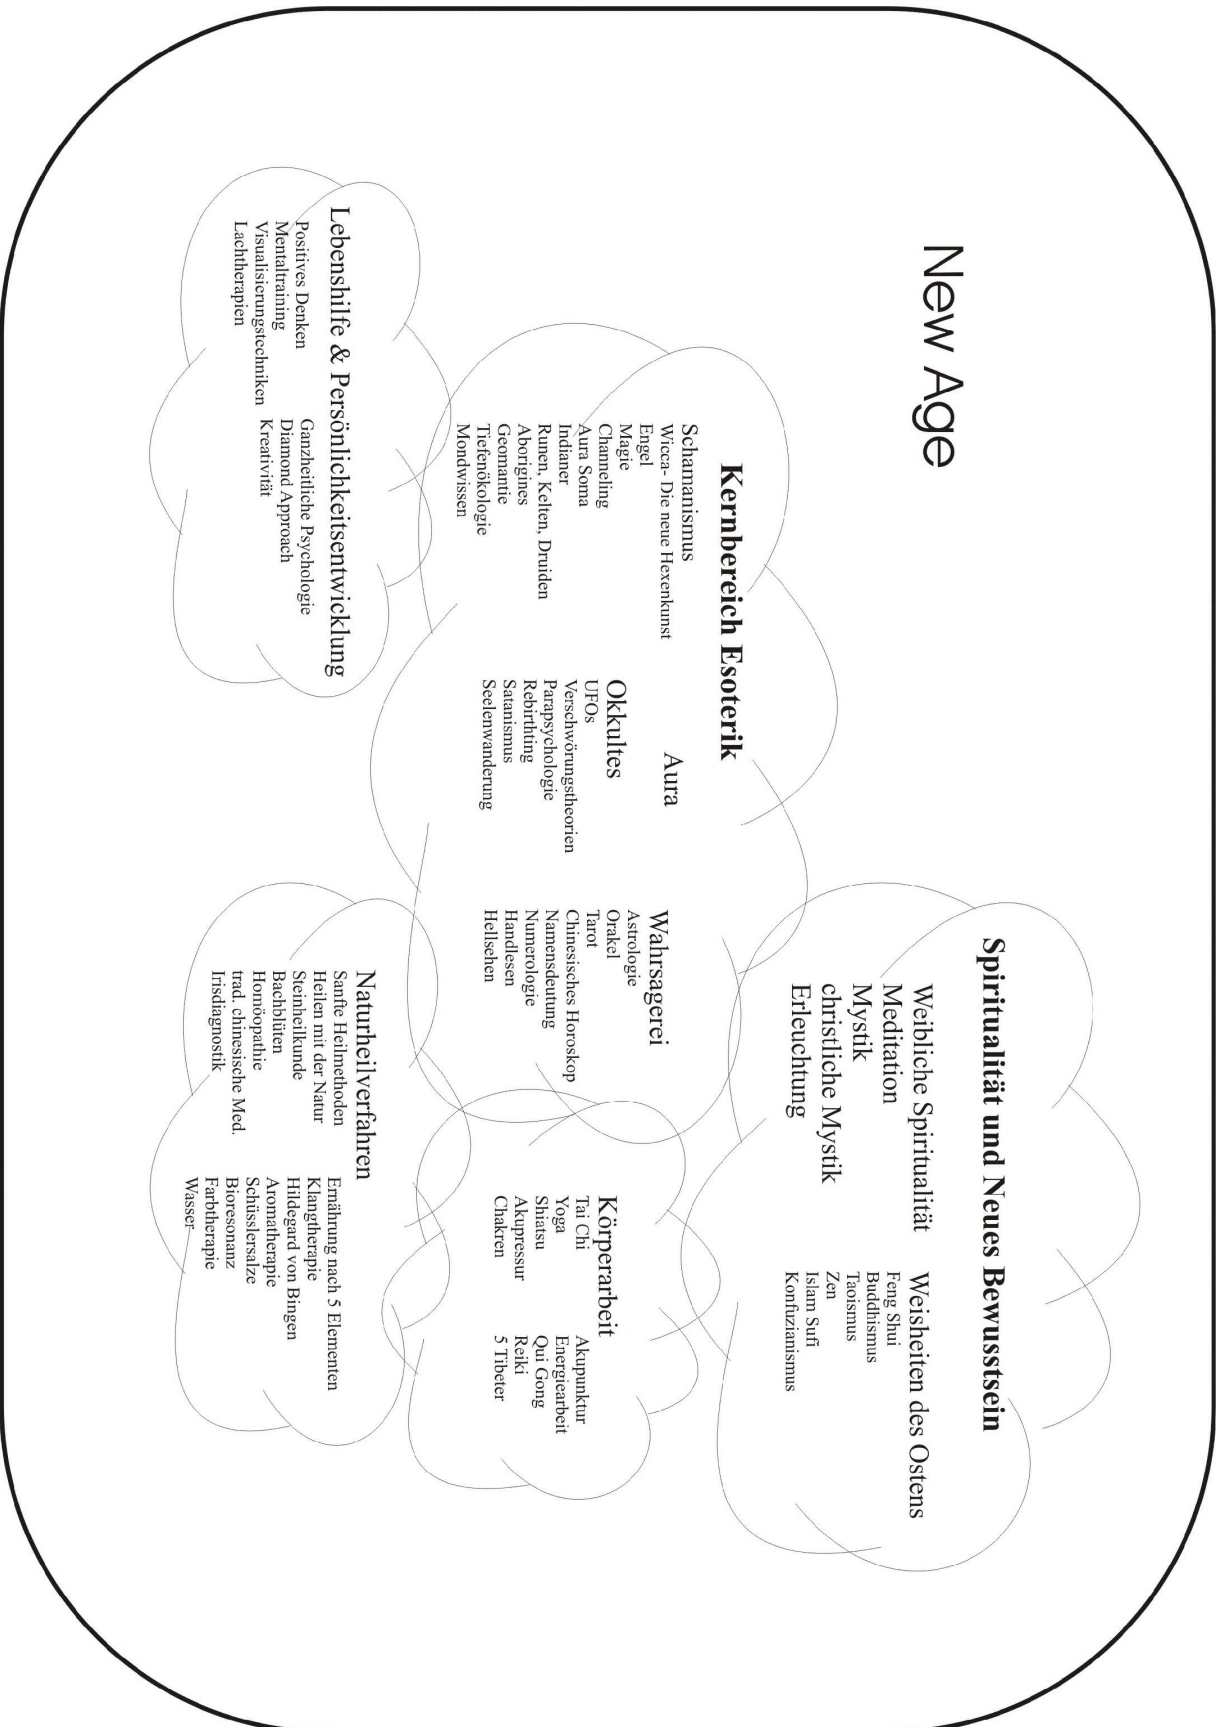 New Age
Spiritualität und Neues Bewusstsein
Weibliche Spiritualität
Meditation
Mystik
christliche Mystik
Erleuchtung
Weisheiten des Ostens
Feng Shui
Buddhismus
Taoismus
Zen
Islam Sufi
Konfuzianismus
Kernbereich Esoterik
Schamanismus
Wicca- Die neue Hexenkunst
Engel
Magie
Channeling
Aura Soma
Indianer
Runen, Kelten, Druiden
Aborigines
Geomantie
Tiefenökologie
Mondwissen
Aura
Okkultes
UFOs
Verschwörungstheorien
Parapsychologie
Rebirthting
Satanismus
Seelenwanderung
Wahrsagerei
Astrologie
Orakel
Tarot
Chinesisches Horoskop
Namensdeutung
Numerologie
Handlesen
Hellsehen
Körperarbeit
Tai Chi
Yoga
Shiatsu
Akupressur
Chakren
Akupunktur
Energiearbeit
Qui Gong
Reiki
5 Tibeter
Lebenshilfe & Persönlichkeitsentwicklung
Positives Denken
Mentaltraining
Visualisierungstechniken
Lachtherapien
Ganzheitliche Psychologie
Diamond Approach
Kreativität
Naturheilverfahren
Sanfte Heilmethoden
Heilen mit der Natur
Steinheilkunde
Bachblüten
Homöopathie
trad. chinesische Med.
Irisdiagnostik
Ernährung nach 5 Elementen
Klangtherapie
Hildegard von Bingen
Aromatherapie
Schüsslersalze
Bioresonanz
Farbtherapie
Wasser